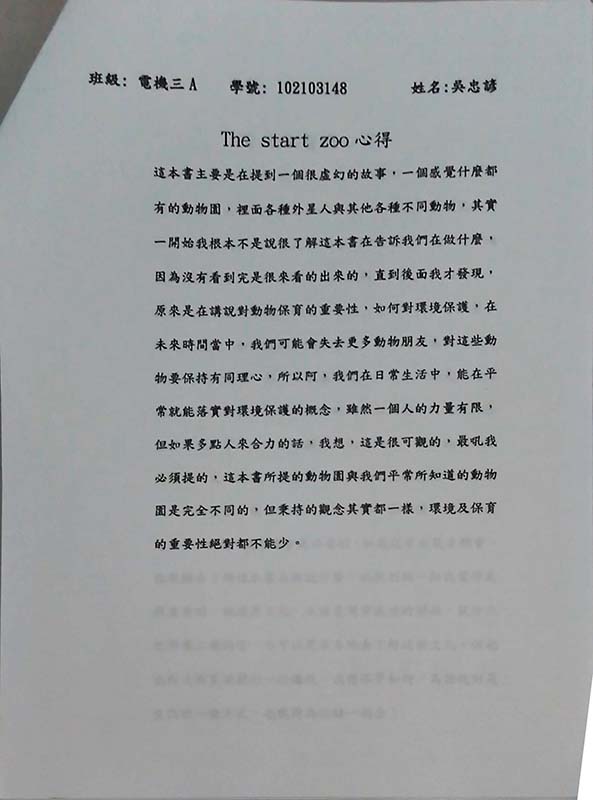 班級: 電機三 A 學號: 102103148 姓名:吳忠諺
The start zoo 心得
這本書主要是在提到一個很虛幻的故事，一個感覺什麼都
有的動物園，裡面各種外星人與其他各種不同動物，其實
一開始我根本不是說很了解這本書在告訴我們在做什麼，
因為沒有看到完是很來看的出來的，直到後面我才發現，
原來是在講說對動物保育的重要性，如何對環境保護，在
未來時間當中，我們可能會失去更多動物朋友，對這些動
物要保持有同理心，所以阿，我們在日常生活中，能在平
常就能落實對環境保護的概念，雖然一個人的力量有限，
但如果多點人來合力的話，我想，這是很可觀的，最吼我
必須提的，這本書所提的動物園與我們平常所知道的動物
園是完全不同的，但秉持的觀念其實都一樣，環境及保育
的重要性絕對都不能少。